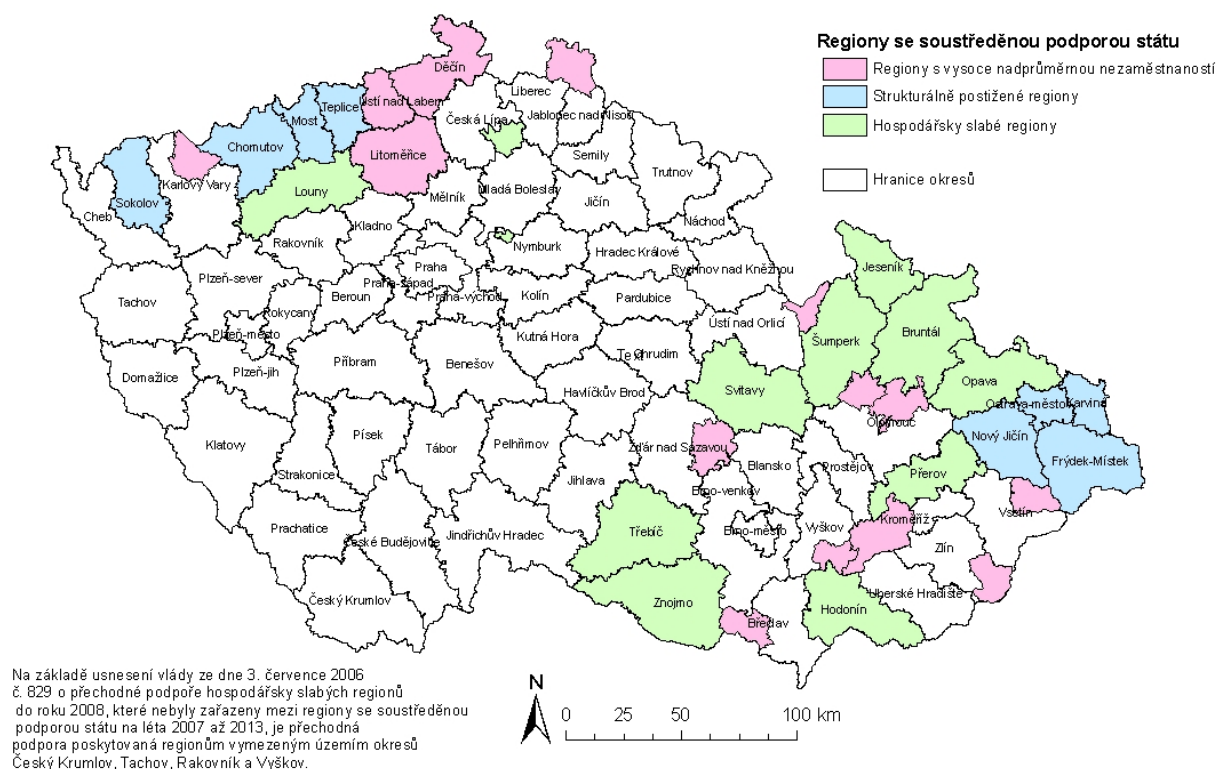 Regiony se soustředěnou podporou státu
Regiony s vysoce nadprůměrnou nezaměstnaností
Strukturálně postižené regiony
Hospodářsky slabé regiony
Hranice okresů
Děčín
Liberec
Ústí nad Labem
Teplice
Most
Česká Lípa
Jablonec nad Nisou
Chomutov
Litoměřice
Semily
Trutnov
Karlovy Vary
Louny
Mladá Boleslav
Jičín
Mělník
Sokolov
Cheb
Kladno
Náchod
Rakovník
Nymburk
Hradec Králové
Rychnov nad Kněžnou
Jeseník
Praha
Plzeň-sever
Praha-západ
Tachov
Beroun
Praha-východ
Kolín
Pardubice
Rokycany
Ústí nad Orlicí
Bruntál
Plzeň-město
Kutná Hora
Šumperk
Text
Chrudim
Příbram
Benešov
Domažlice
Plzeň-jih
Opava
Svitavy
Havlíčkův Brod
Ostrava-město
Karviná
Olomouc
Písek
Nový Jičín
Klatovy
Tábor
Pelhřimov
Žďár nad Sázavou
Frýdek-Místek
Blansko
Prostějov
Přerov
Strakonice
Jihlava
Brno-venkov
Vsetín
Kroměříž
Prachatice
Vyškov
Brno-město
Třebíč
České Budějovice
Jindřichův Hradec
Zlín
Uherské Hradiště
Český Krumlov
Znojmo
Hodonín
Břeclav
Na základě usnesení vlády ze dne 3. července 2006
č. 829 o přechodné podpoře hospodářsky slabých regionů
do roku 2008, které nebyly zařazeny mezi regiony se soustředěnou
podporou státu na léta 2007 až 2013, je přechodná
podpora poskytovaná regionům vymezeným územím okresů
Český Krumlov, Tachov, Rakovník a Vyškov.
N
0 25 50 100 km